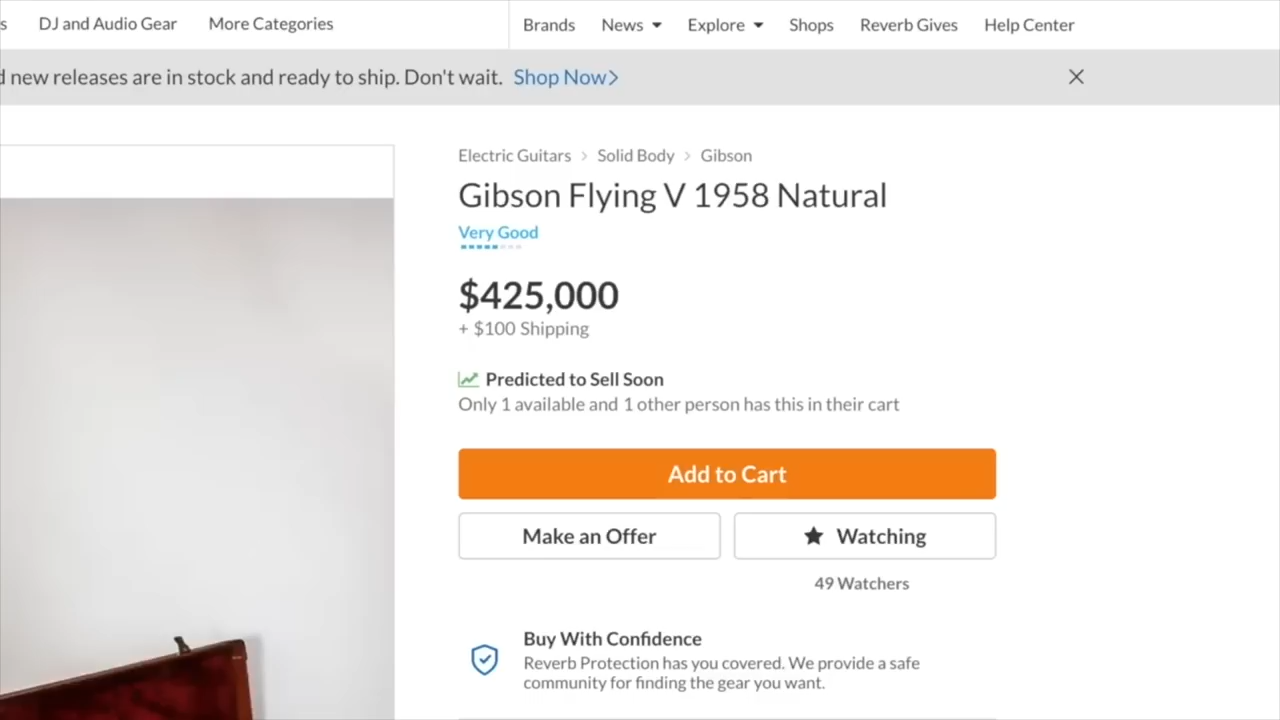 DJ and Audio Gear More Categories Brands News Explore Shops Reverb Gives Help Center
new releases are in stock and ready to ship. Don't wait. Shop Now
Electric Guitars > Solid Body > Gibson
Gibson Flying V 1958 Natural
Very Good
$425,000
+ $100 Shipping
Predicted to Sell Soon
Only 1 available and 1 other person has this in their cart
Add to Cart
Make an Offer Watching
49 Watchers
Buy With Confidence
Reverb Protection has you covered. We provide a safe
community for finding the gear you want.